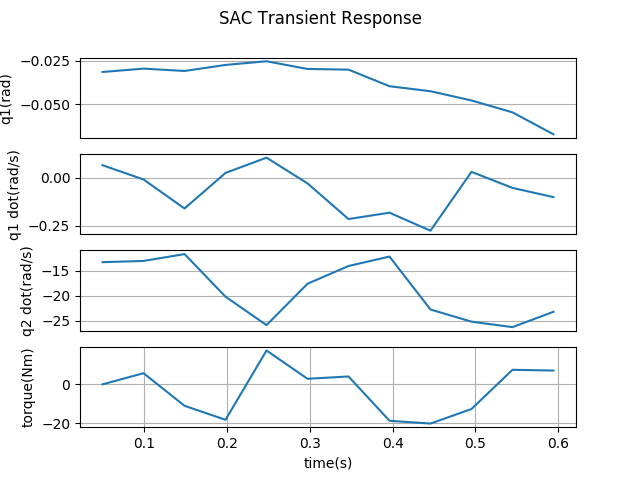 SAC Transient Response
q1(rad)
−0.025
−0.050
q1 dot(rad/s)
0.00
−0.25
q2 dot(rad/s)
−15
−20
−25
torque(Nm)
0
−20
0.1 0.2 0.3 0.4 0.5 0.6
time(s)